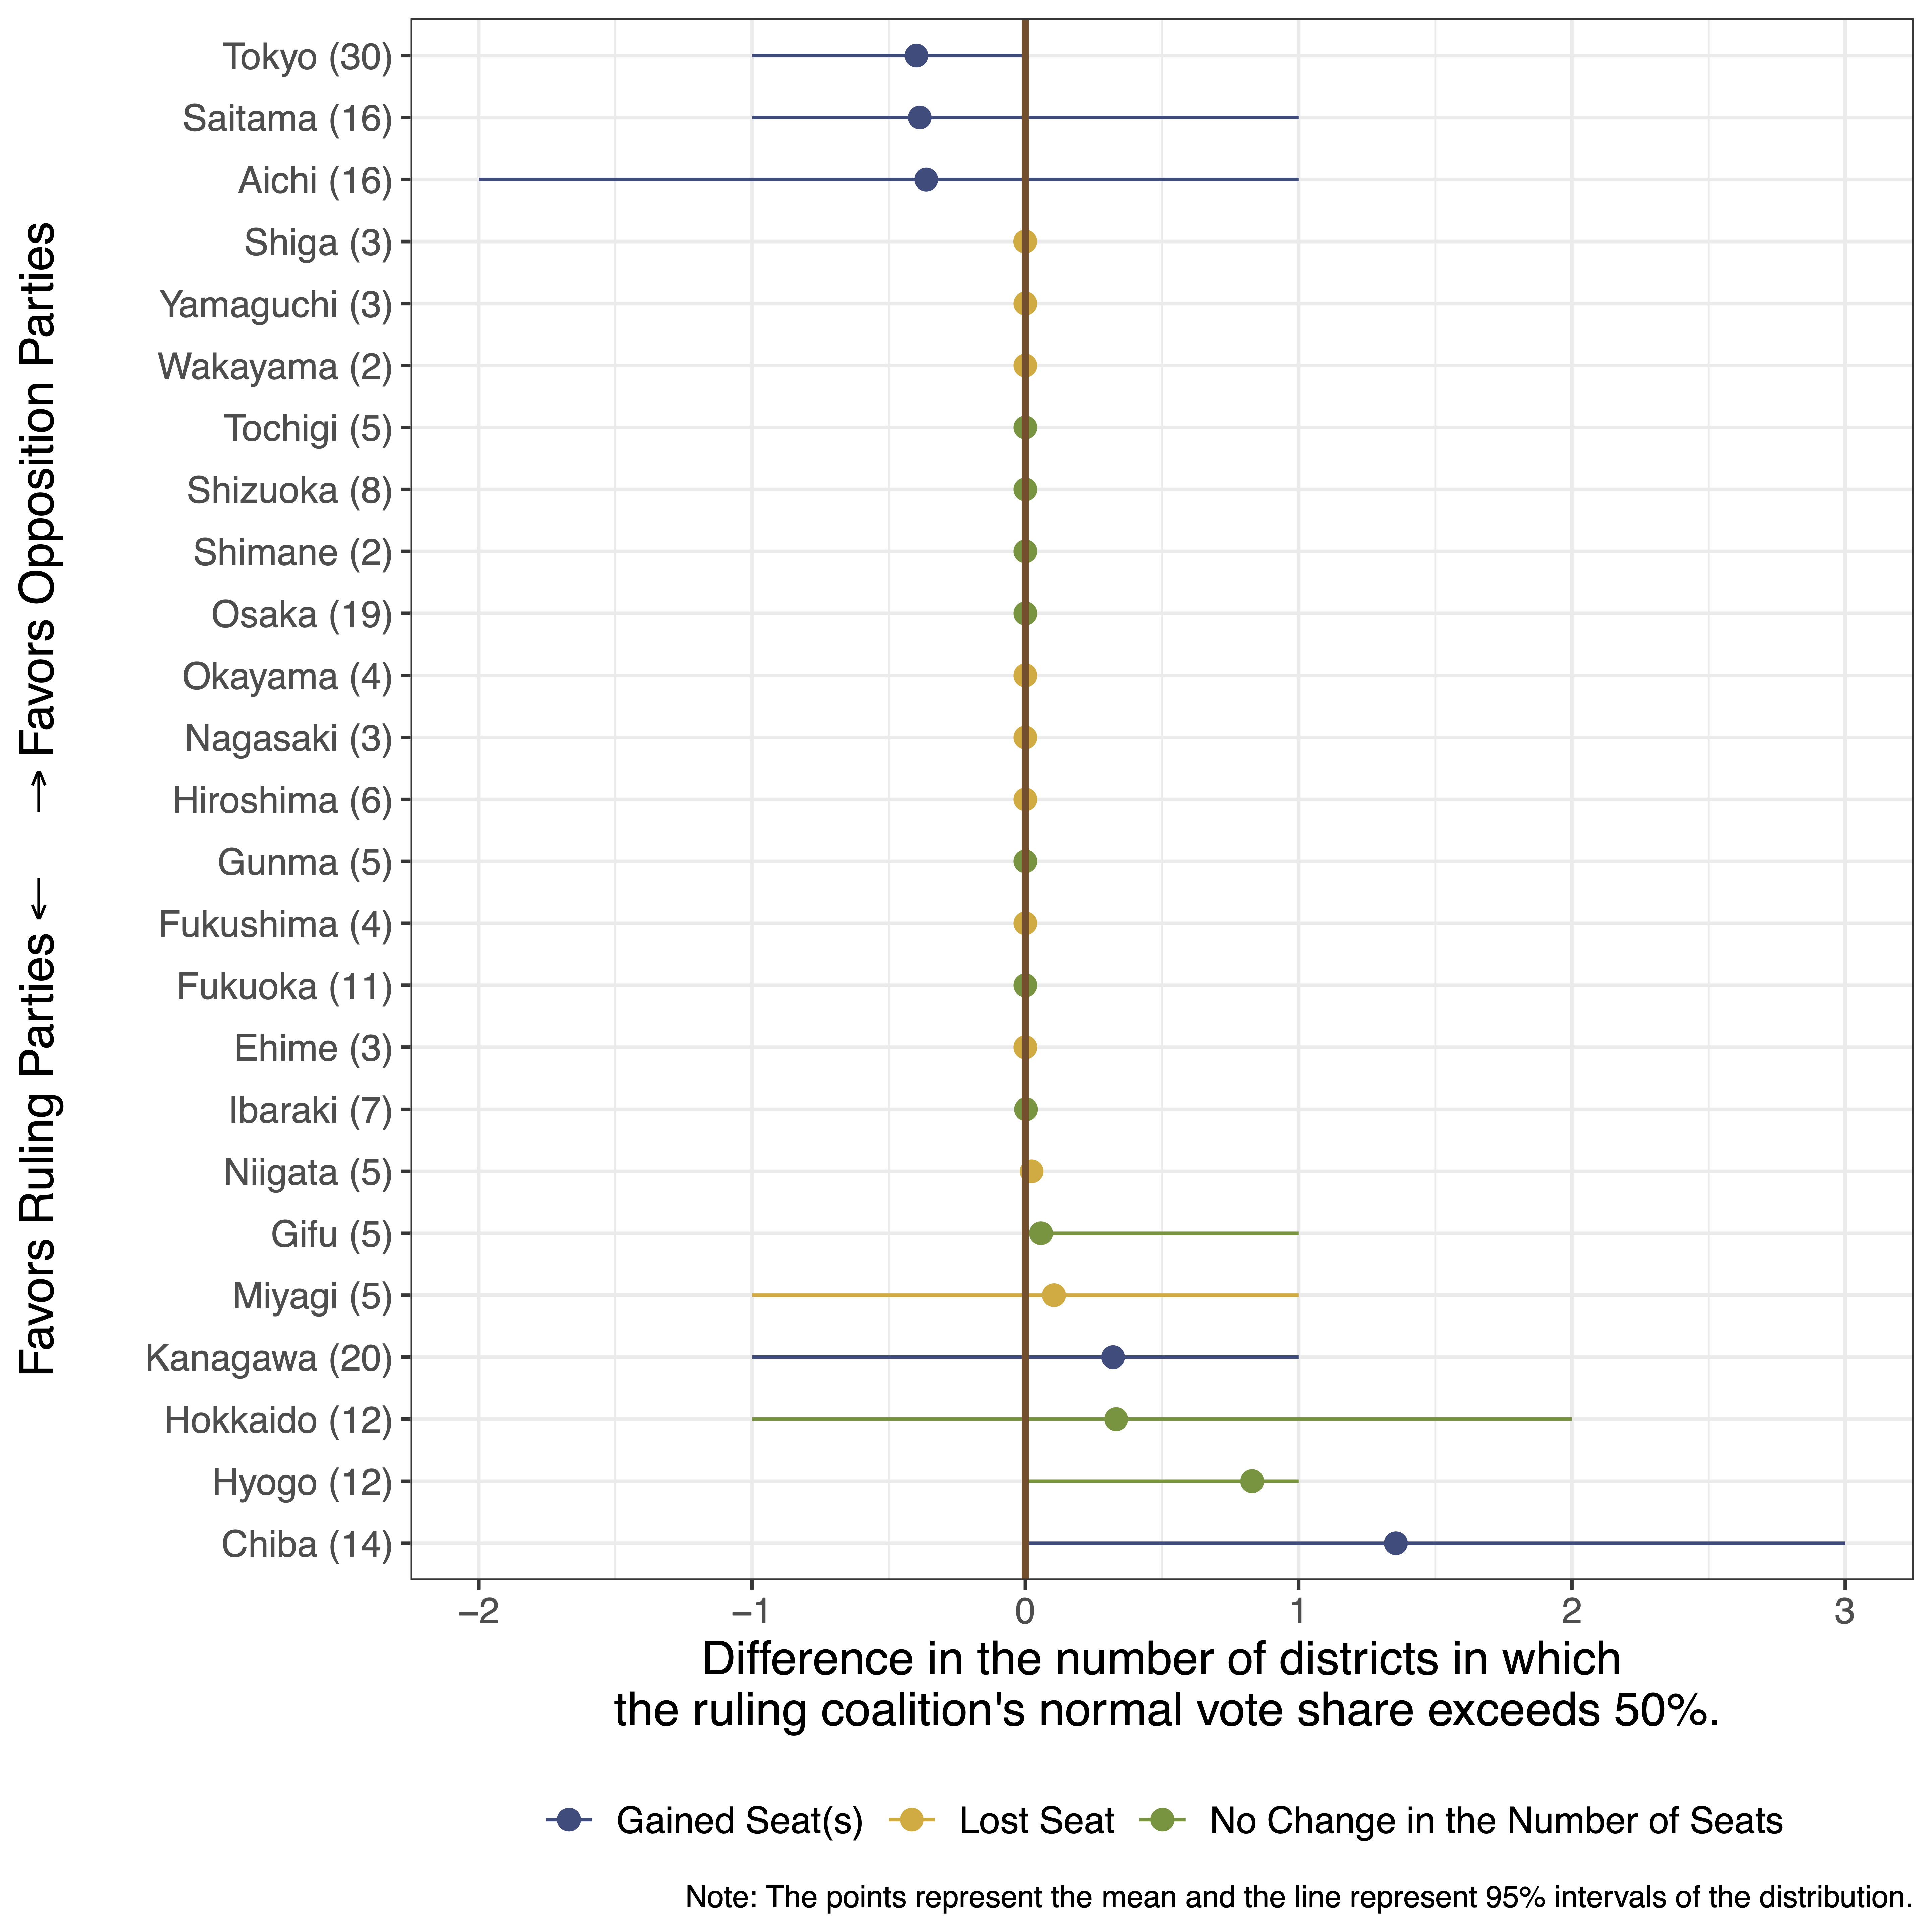 Favors Ruling Parties ← → Favors Opposition Parties
Tokyo (30)
Saitama (16)
Aichi (16)
Shiga (3)
Yamaguchi (3)
Wakayama (2)
Tochigi (5)
Shizuoka (8)
Shimane (2)
Osaka (19)
Okayama (4)
Nagasaki (3)
Hiroshima (6)
Gunma (5)
Fukushima (4)
Fukuoka (11)
Ehime (3)
Ibaraki (7)
Niigata (5)
Gifu (5)
Miyagi (5)
Kanagawa (20)
Hokkaido (12)
Hyogo (12)
Chiba (14)
−2 −1 0 1 2 3
Difference in the number of districts in which
the ruling coalition's normal vote share exceeds 50%.
Gained Seat(s) Lost Seat No Change in the Number of Seats
Note: The points represent the mean and the line represent 95% intervals of the distribution.